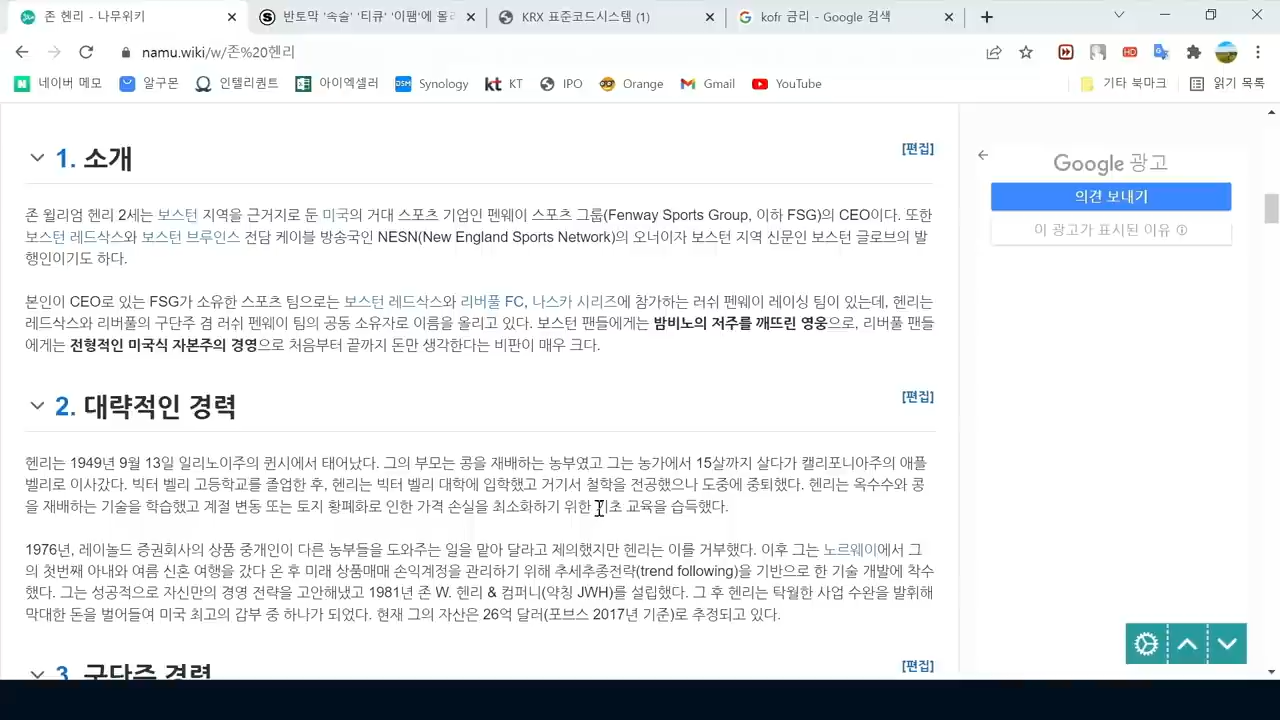 존 헨리 - 나무위키
반토막 '속슬' '티큐' '이팸'에 몰려
KRX 표준코드시스템 (1)
kofr 금리 - Google 검색
namu.wiki/w/존%20헨리
네이버 메모
알구몬
인텔리퀀트
아이엑셀러
DSM Synology
kt KT
IPO
Orange
Gmail
YouTube
기타 북마크
읽기 목록
1. 소개
[편집]
존 윌리엄 헨리 2세는 보스턴 지역을 근거지로 둔 미국의 거대 스포츠 기업인 펜웨이 스포츠 그룹(Fenway Sports Group, 이하 FSG)의 CEO이다. 또한
보스턴 레드삭스와 보스턴 브루인스 전담 케이블 방송국인 NESN(New England Sports Network)의 오너이자 보스턴 지역 신문인 보스턴 글로브의 발
행인이기도 하다.
본인이 CEO로 있는 FSG가 소유한 스포츠 팀으로는 보스턴 레드삭스와 리버풀 FC, 나스카 시리즈에 참가하는 러쉬 펜웨이 레이싱 팀이 있는데, 헨리는
레드삭스와 리버풀의 구단주 겸 러쉬 펜웨이 팀의 공동 소유자로 이름을 올리고 있다. 보스턴 팬들에게는 밤비노의 저주를 깨뜨린 영웅으로, 리버풀 팬들
에게는 전형적인 미국식 자본주의 경영으로 처음부터 끝까지 돈만 생각한다는 비판이 매우 크다.
2. 대략적인 경력
[편집]
헨리는 1949년 9월 13일 일리노이주의 퀸시에서 태어났다. 그의 부모는 콩을 재배하는 농부였고 그는 농가에서 15살까지 살다가 캘리포니아주의 애플
벨리로 이사갔다. 빅터 벨리 고등학교를 졸업한 후, 헨리는 빅터 벨리 대학에 입학했고 거기서 철학을 전공했으나 도중에 중퇴했다. 헨리는 옥수수와 콩
을 재배하는 기술을 학습했고 계절 변동 또는 토지 황폐화로 인한 가격 손실을 최소화하기 위한 기초 교육을 습득했다.
1976년, 레이놀드 증권회사의 상품 중개인이 다른 농부들을 도와주는 일을 맡아 달라고 제의했지만 헨리는 이를 거부했다. 이후 그는 노르웨이에서 그
의 첫번째 아내와 여름 신혼 여행을 갔다 온 후 미래 상품매매 손익계정을 관리하기 위해 추세추종전략(trend following)을 기반으로 한 기술 개발에 착수
했다. 그는 성공적으로 자신만의 경영 전략을 고안해냈고 1981년 존 W. 헨리 & 컴퍼니(약칭 JWH)를 설립했다. 그 후 헨리는 탁월한 사업 수완을 발휘해
막대한 돈을 벌어들여 미국 최고의 갑부 중 하나가 되었다. 현재 그의 자산은 26억 달러(포브스 2017년 기준)로 추정되고 있다.
3. 구단주 경력
[편집]
Google 광고
의견 보내기
이 광고가 표시된 이유